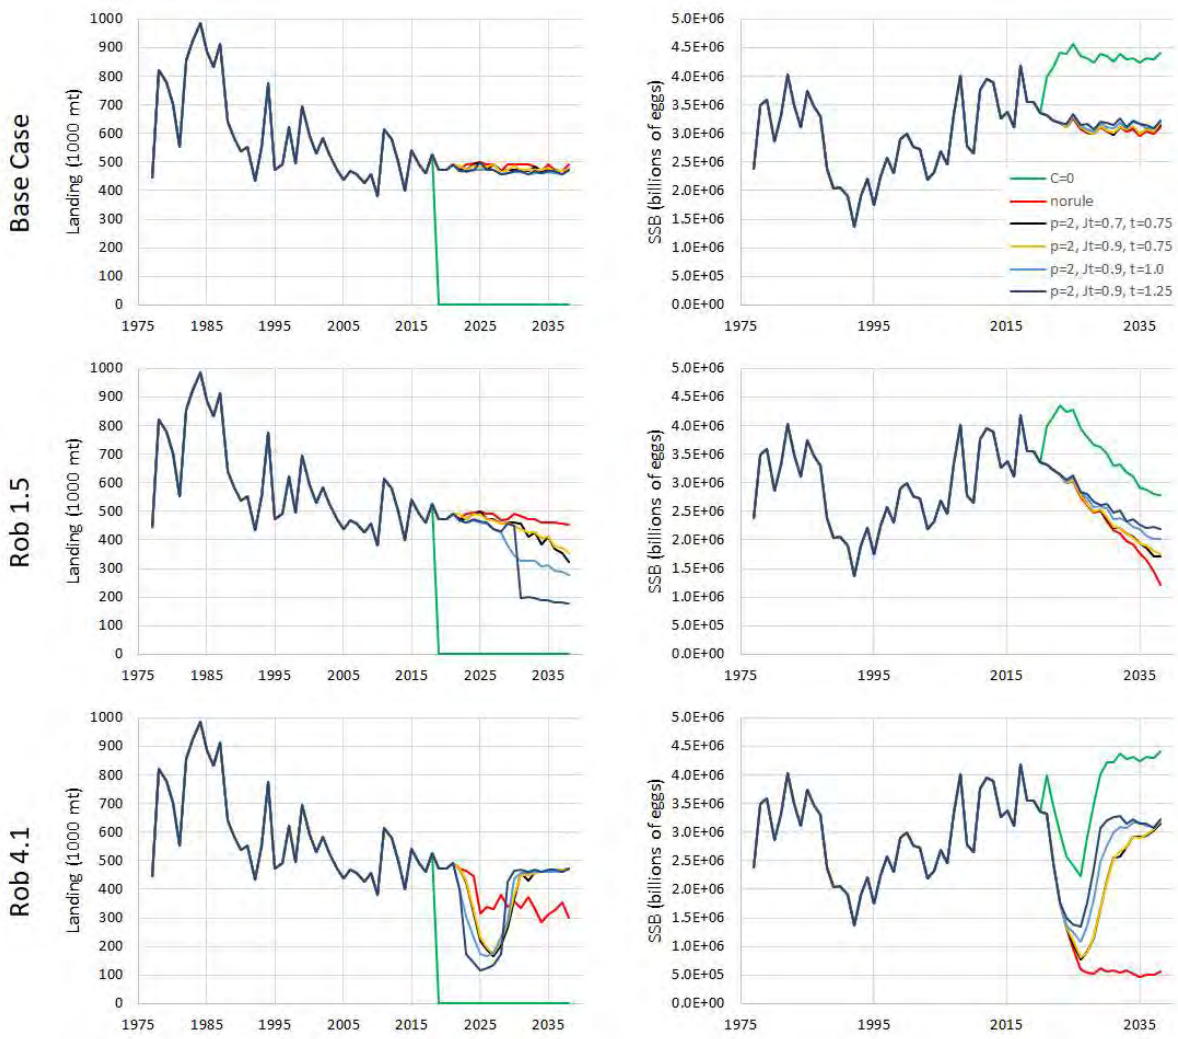 Base Case
Landing (1000 mt)
1000
900
800
700
600
500
400
300
200
100
0
1975 1985 1995 2005 2015 2025 2035
SSB (billions of eggs)
5.0E+06
4.5E+06
4.0E+06
3.5E+06
3.0E+06
2.5E+06
2.0E+06
1.5E+06
1.0E+06
5.0E+05
0.0E+00
C=0
norule
p=2, Jt=0.7, t=0.75
p=2, Jt=0.9, t=0.75
p=2, Jt=0.9, t=1.0
p=2, Jt=0.9, t=1.25
1975 1995 2015 2035
Rob 1.5
Landing (1000 mt)
1000
900
800
700
600
500
400
300
200
100
0
1975 1985 1995 2005 2015 2025 2035
SSB (billions of eggs)
5.0E+06
4.5E+06
4.0E+06
3.5E+06
3.0E+06
2.5E+06
2.0E+06
1.5E+06
1.0E+06
5.0E+05
0.0E+00
1975 1995 2015 2035
Rob 4.1
Landing (1000 mt)
1000
900
800
700
600
500
400
300
200
100
0
1975 1985 1995 2005 2015 2025 2035
SSB (billions of eggs)
5.0E+06
4.5E+06
4.0E+06
3.5E+06
3.0E+06
2.5E+06
2.0E+06
1.5E+06
1.0E+06
5.0E+05
0.0E+00
1975 1995 2015 2035